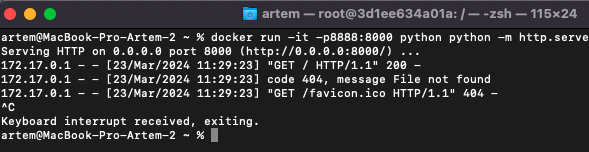 artem — root@3d1ee634a01a: / — -zsh — 115×24
artem@MacBook-Pro-Artem-2 ~ % docker run -it -p8888:8000 python python -m http.serve
Serving HTTP on 0.0.0.0 port 8000 (http://0.0.0.0:8000/) ...
172.17.0.1 - - [23/Mar/2024 11:29:23] "GET / HTTP/1.1" 200 -
172.17.0.1 - - [23/Mar/2024 11:29:23] code 404, message File not found
172.17.0.1 - - [23/Mar/2024 11:29:23] "GET /favicon.ico HTTP/1.1" 404 -
^C
Keyboard interrupt received, exiting.
artem@MacBook-Pro-Artem-2 ~ %